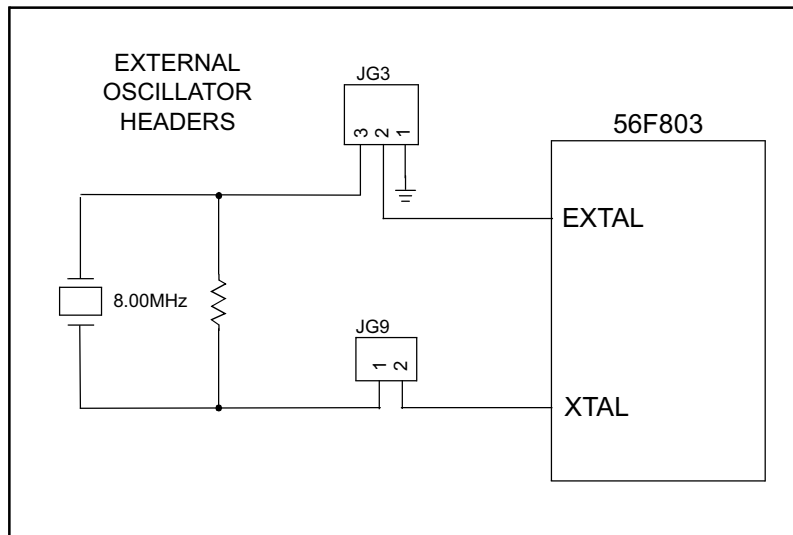 EXTERNAL
OSCILLATOR
HEADERS
JG3
3 2 1
56F803
EXTAL
8.00MHz
JG9
1 2
XTAL